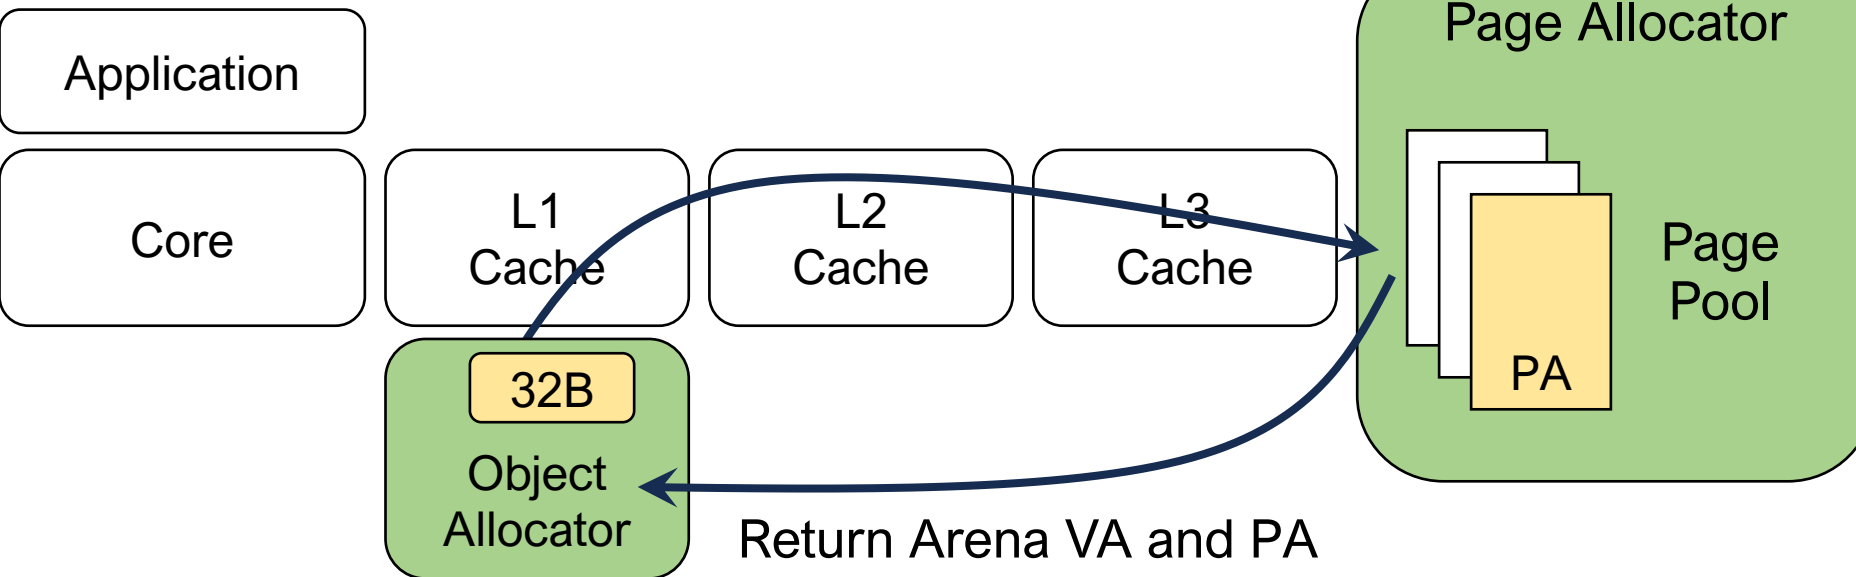 Page Allocator
Application
Core
L1
Cache
L2
Cache
L3
Cache
Page
Pool
PA
32B
Object
Allocator
Return Arena VA and PA